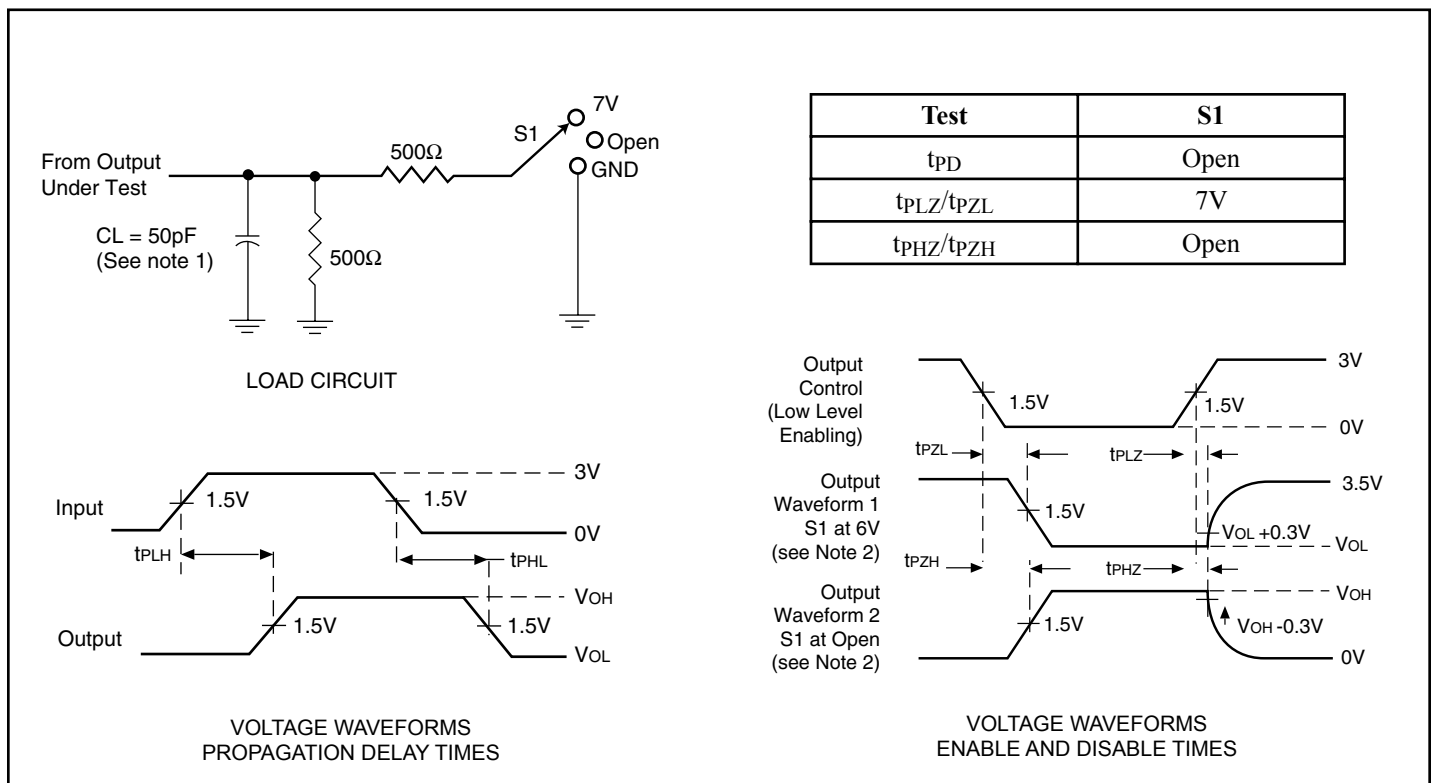 7V
S1
Open
500Ω
GND
From Output
Under Test
CL = 50pF
(See note 1)
500Ω
LOAD CIRCUIT
Test S1
tPD Open
tPLZ/tPZL 7V
tPHZ/tPZH Open
Input
1.5V
1.5V
3V
0V
tPLH
tPHL
Output
1.5V
1.5V
VOH
VOL
VOLTAGE WAVEFORMS
PROPAGATION DELAY TIMES
Output
Control
(Low Level
Enabling)
1.5V
1.5V
3V
0V
tPZL
tPLZ
Output
Waveform 1
S1 at 6V
(see Note 2)
1.5V
3.5V
VOL +0.3V
VOL
tPZH
tPHZ
Output
Waveform 2
S1 at Open
(see Note 2)
1.5V
VOH
VOH -0.3V
0V
VOLTAGE WAVEFORMS
ENABLE AND DISABLE TIMES